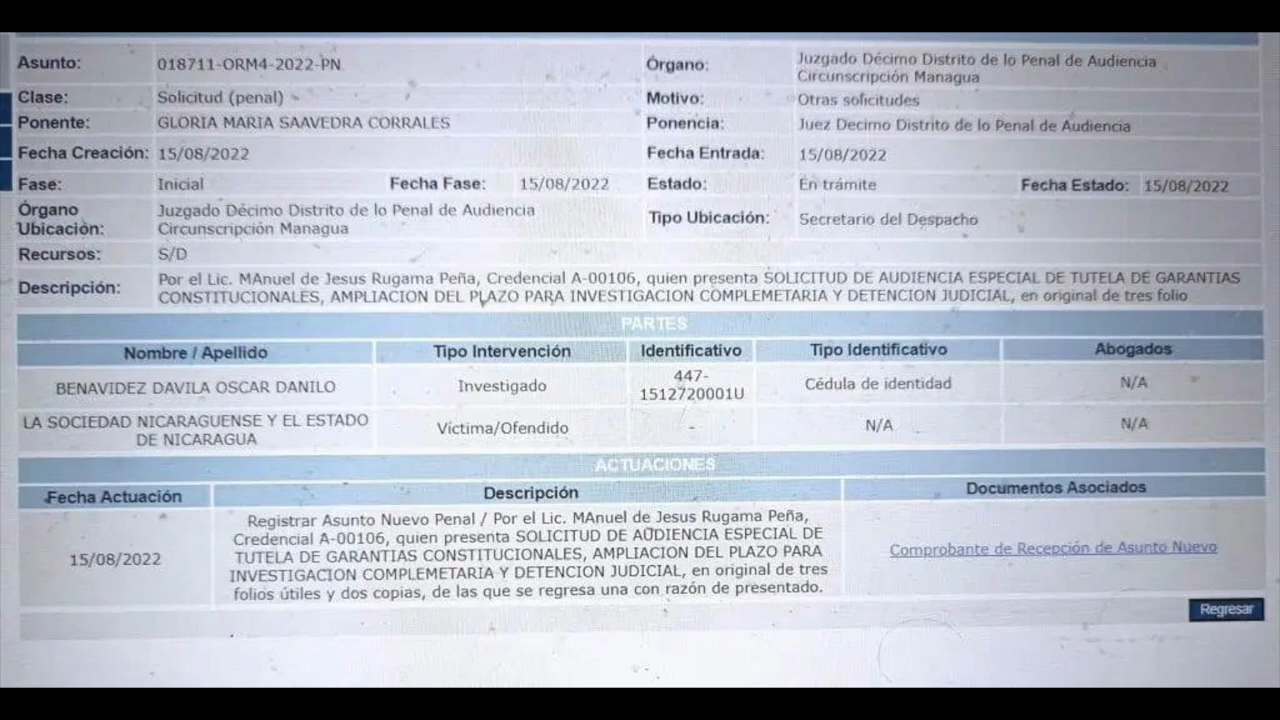 Asunto: 018711-ORM4-2022-PN Órgano: Juzgado Décimo Distrito de lo Penal de Audiencia
Circunscripción Managua
Clase: Solicitud (penal) Motivo: Otras solicitudes
Ponente: GLORIA MARIA SAAVEDRA CORRALES Ponencia: Juez Decimo Distrito de lo Penal de Audiencia
Fecha Creación: 15/08/2022 Fecha Entrada: 15/08/2022
Fase: Inicial Fecha Fase: 15/08/2022 Estado: En trámite Fecha Estado: 15/08/2022
Órgano
Ubicación:
Juzgado Décimo Distrito de lo Penal de Audiencia
Circunscripción Managua
Tipo Ubicación: Secretario del Despacho
Recursos: S/D
Descripción:
Por el Lic. MAnuel de Jesus Rugama Peña, Credencial A-00106, quien presenta SOLICITUD DE AUDIENCIA ESPECIAL DE TUTELA DE GARANTIAS
CONSTITUCIONALES, AMPLIACION DEL PLAZO PARA INVESTIGACION COMPLEMETARIA Y DETENCION JUDICIAL, en original de tres folio
PARTES
Nombre / Apellido Tipo Intervención Identificativo Tipo Identificativo Abogados
BENAVIDEZ DAVILA OSCAR DANILO Investigado
447-
1512720001U
Cédula de identidad N/A
LA SOCIEDAD NICARAGUENSE Y EL ESTADO
DE NICARAGUA
Víctima/Ofendido - N/A N/A
ACTUACIONES
Fecha Actuación Descripción Documentos Asociados
15/08/2022
Registrar Asunto Nuevo Penal / Por el Lic. MAnuel de Jesus Rugama Peña,
Credencial A-00106, quien presenta SOLICITUD DE AUDIENCIA ESPECIAL DE
TUTELA DE GARANTIAS CONSTITUCIONALES, AMPLIACION DEL PLAZO PARA
INVESTIGACION COMPLEMETARIA Y DETENCION JUDICIAL, en original de tres
folios útiles y dos copias, de las que se regresa una con razón de presentado.
Comprobante de Recepción de Asunto Nuevo
Regresar